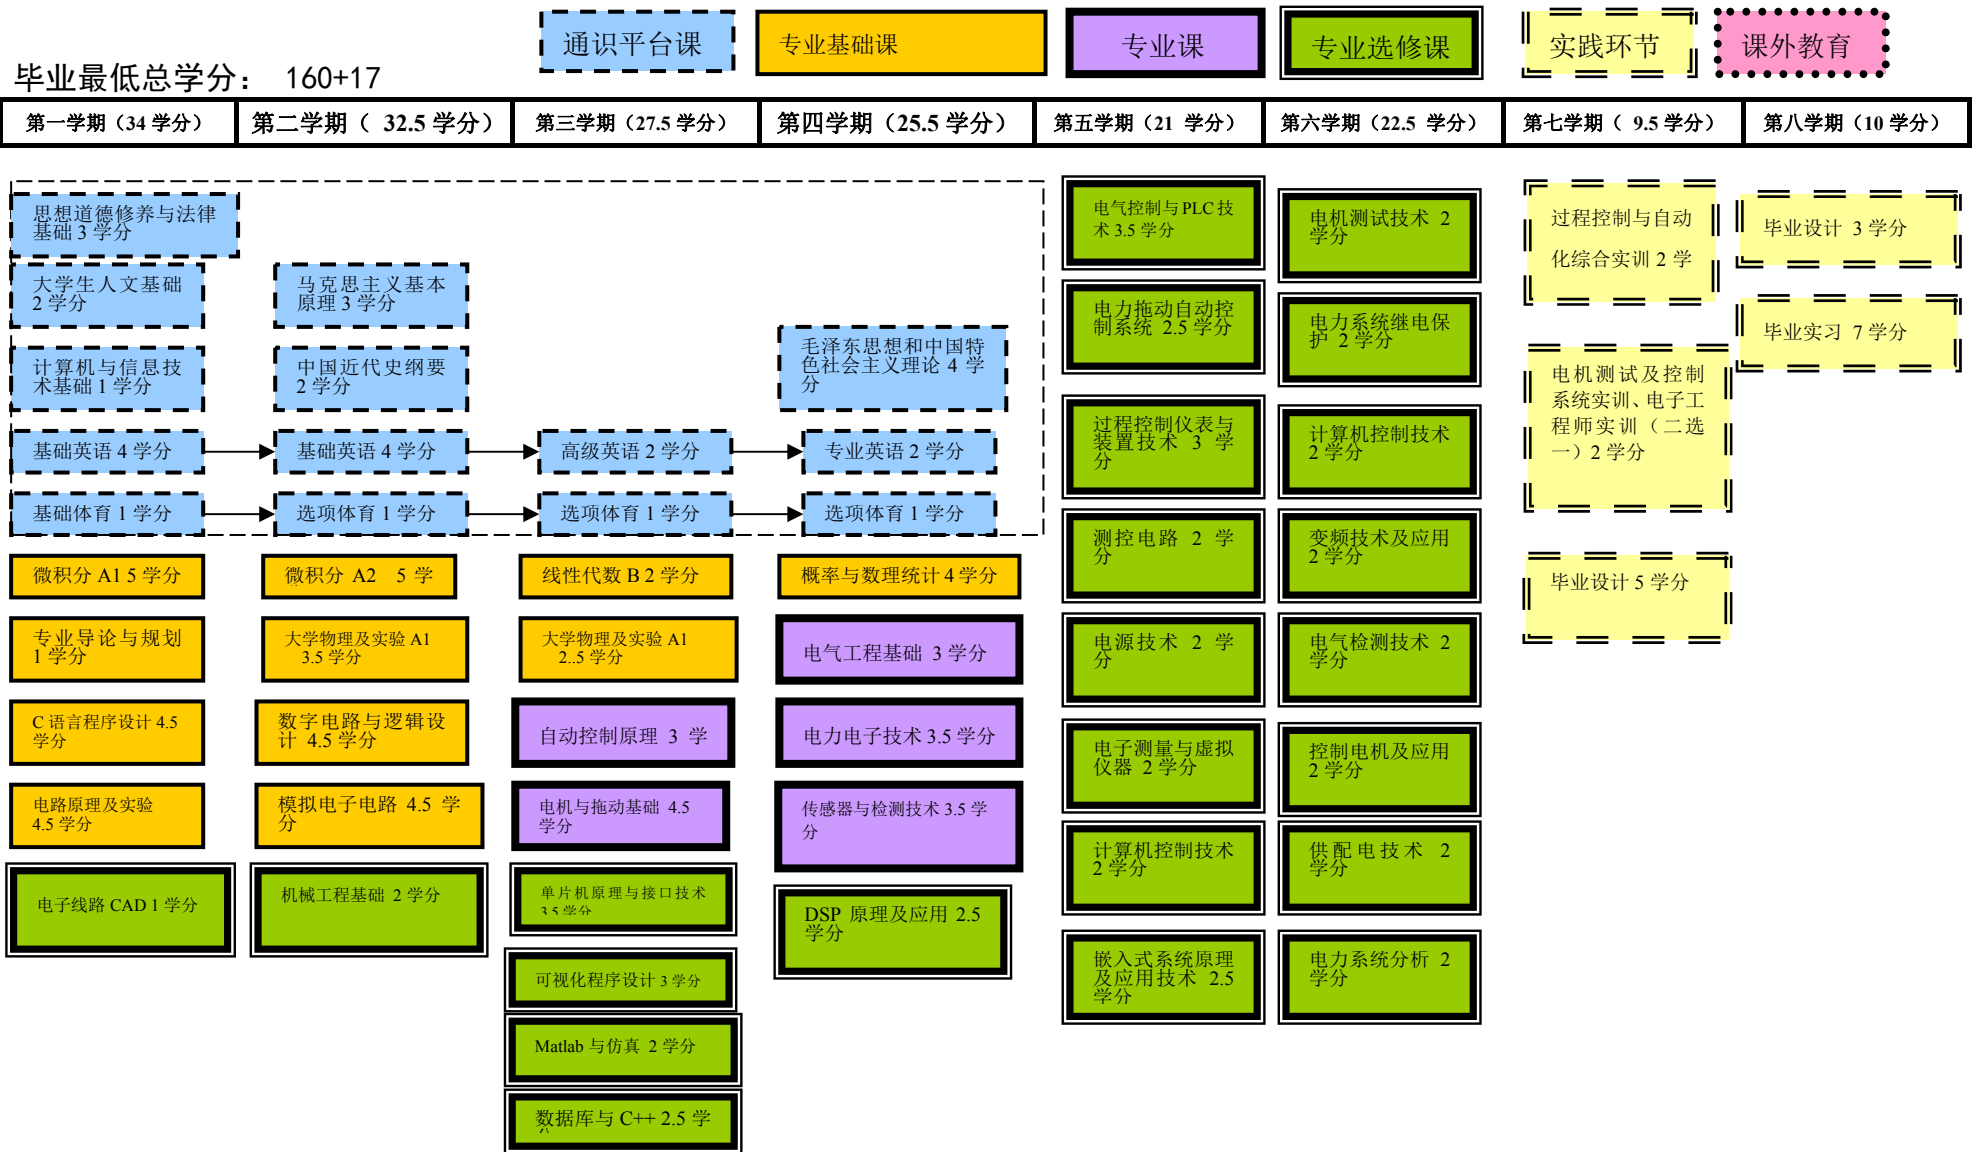 通识平台课
专业基础课
专业课
专业选修课
实践环节
课外教育
毕业最低总学分： 160+17
第一学期（34 学分）
第二学期（ 32.5 学分）
第三学期（27.5 学分）
第四学期（25.5 学分）
第五学期（21 学分）
第六学期（22.5 学分）
第七学期（ 9.5 学分）
第八学期（10 学分）
思想道德修养与法律
基础 3 学分
大学生人文基础
2 学分
计算机与信息技
术基础 1 学分
基础英语 4 学分
基础体育 1 学分
微积分 A1 5 学分
专业导论与规划
1 学分
C 语言程序设计 4.5
学分
电路原理及实验
4.5 学分
电子线路 CAD 1 学分
马克思主义基本
原理 3 学分
中国近代史纲要
2 学分
基础英语 4 学分
选项体育 1 学分
微积分 A2 5 学
大学物理及实验 A1
3.5 学分
数字电路与逻辑设
计 4.5 学分
模拟电子电路 4.5 学
分
机械工程基础 2 学分
高级英语 2 学分
选项体育 1 学分
线性代数 B 2 学分
大学物理及实验 A1
2..5 学分
自动控制原理 3 学
电机与拖动基础 4.5
学分
单片机原理与接口技术
3.5 学分
可视化程序设计 3 学分
Matlab 与仿真 2 学分
数据库与 C++ 2.5 学
毛泽东思想和中国特
色社会主义理论 4 学
分
专业英语 2 学分
选项体育 1 学分
概率与数理统计 4 学分
电气工程基础 3 学分
电力电子技术 3.5 学分
传感器与检测技术 3.5 学
分
DSP 原理及应用 2.5
学分
电气控制与 PLC 技
术 3.5 学分
电力拖动自动控
制系统 2.5 学分
过程控制仪表与
装置技术 3 学
分
测控电路 2 学
分
电源技术 2 学
分
电子测量与虚拟
仪器 2 学分
计算机控制技术
2 学分
嵌入式系统原理
及应用技术 2.5
学分
电机测试技术 2
学分
电力系统继电保
护 2 学分
计算机控制技术
2 学分
变频技术及应用
2 学分
电气检测技术 2
学分
控制电机及应用
2 学分
供配电技术 2
学分
电力系统分析 2
学分
过程控制与自动
化综合实训 2 学
电机测试及控制
系统实训、电子工
程师实训（二选
一）2 学分
毕业设计 5 学分
毕业设计 3 学分
毕业实习 7 学分